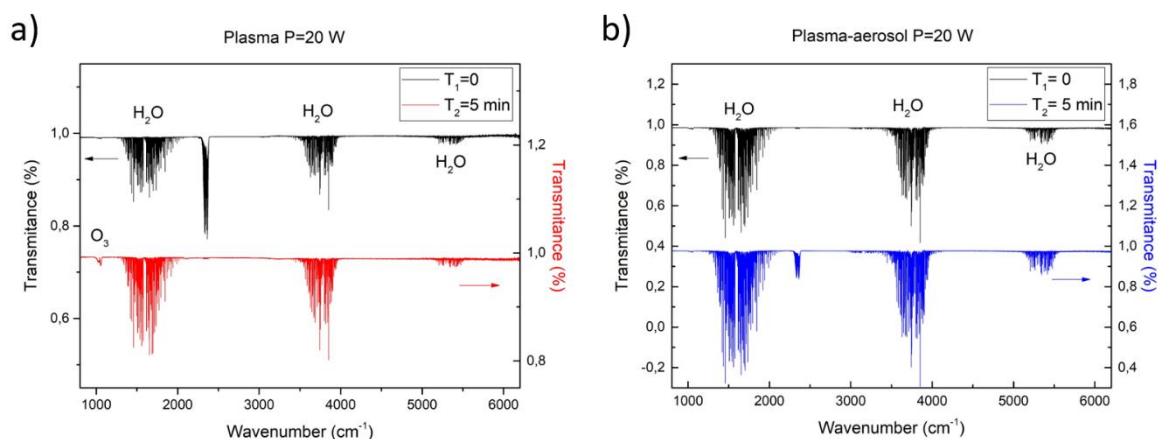 a)
Plasma P=20 W
T₁=0
T₂=5 min
H₂O
H₂O
H₂O
O₃
1,0
0,8
0,6
1,2
1,0
0,8
Transmitance (%)
Transmitance (%)
1000 2000 3000 4000 5000 6000
Wavenumber (cm⁻¹)
b)
Plasma-aerosol P=20 W
T₁=0
T₂= 5 min
H₂O
H₂O
H₂O
1,2
1,0
0,8
0,6
0,4
0,2
0,0
-0,2
1,8
1,6
1,4
1,2
1,0
0,8
0,6
0,4
Transmitance (%)
Transmitance (%)
1000 2000 3000 4000 5000 6000
Wavenumber (cm⁻¹)